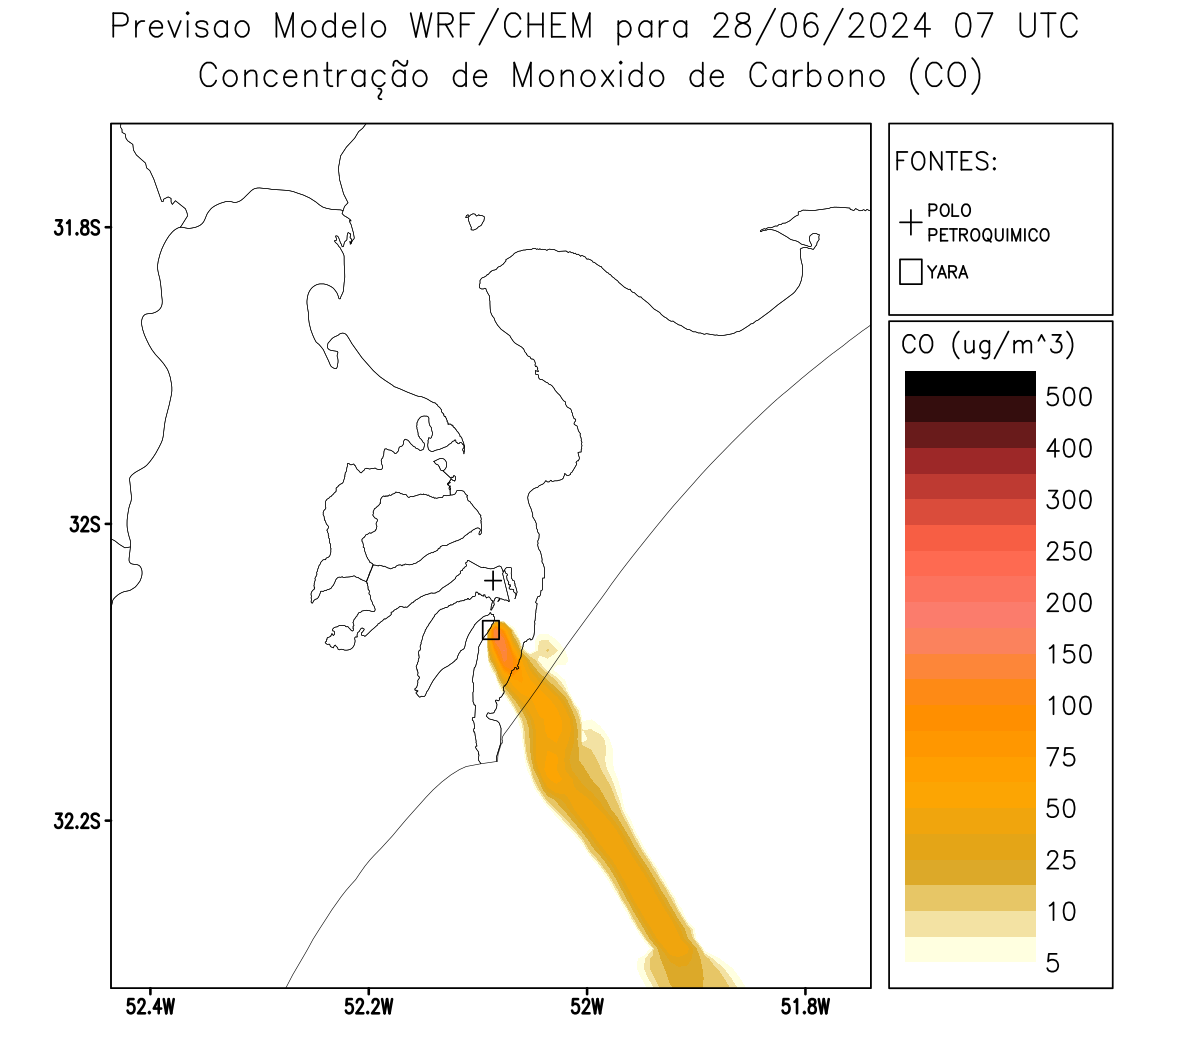 Previsao Modelo WRF/CHEM para 28/06/2024 07 UTC
Concentração de Monoxido de Carbono (CO)
FONTES:
POLO
PETROQUIMICO
YARA
CO (ug/m^3)
500
400
300
250
200
150
100
75
50
25
10
5
31.8S
32S
32.2S
52.4W
52.2W
52W
51.8W